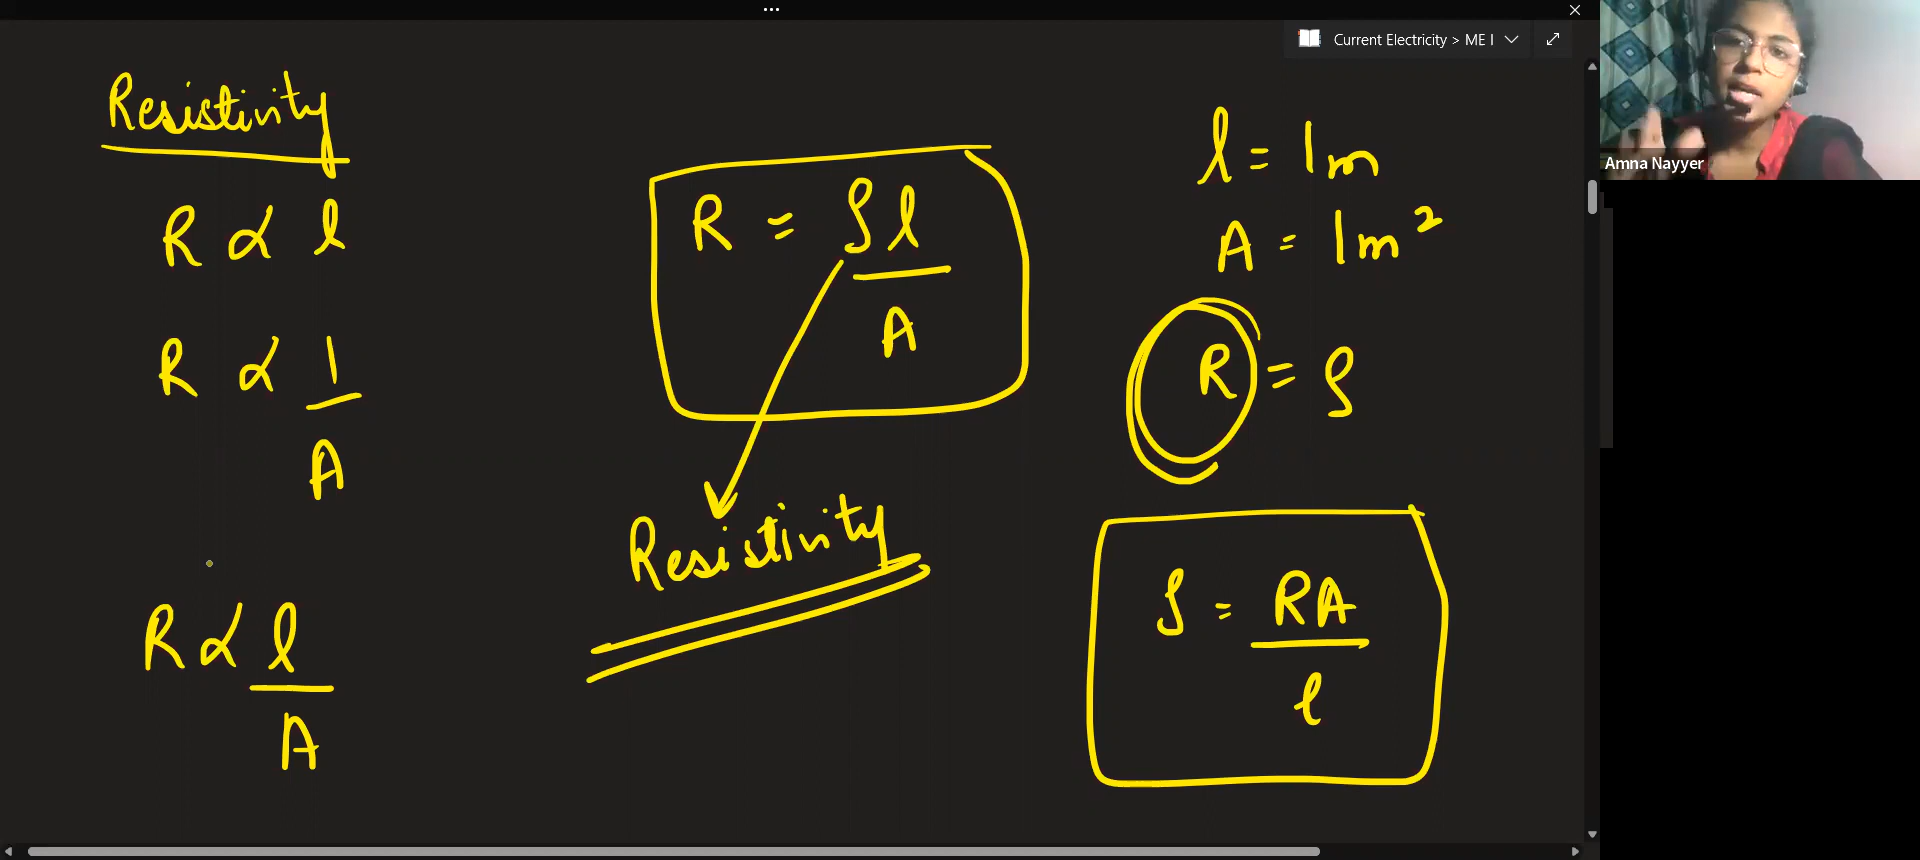 Current Electricity > ME I
Amna Nayyer
Resistivity
R ∝ l
R ∝ 1
A
R ∝ l
A
R = ρl
A
Resistivity
l = 1m
A = 1m²
R = ρ
ρ = RA
l